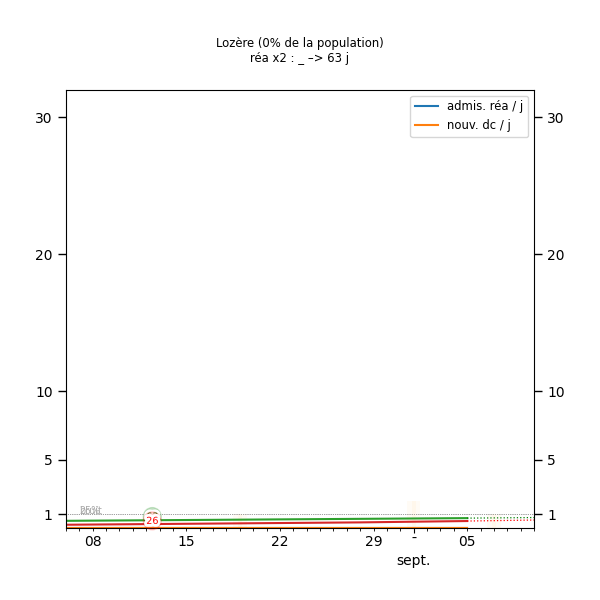 Lozère (0% de la population)
réa x2 : _ –> 63 j
admis. réa / j
nouv. dc / j
30 30
20 20
10 10
5 5
1 1
26
08 15 22 29 - 05
sept.